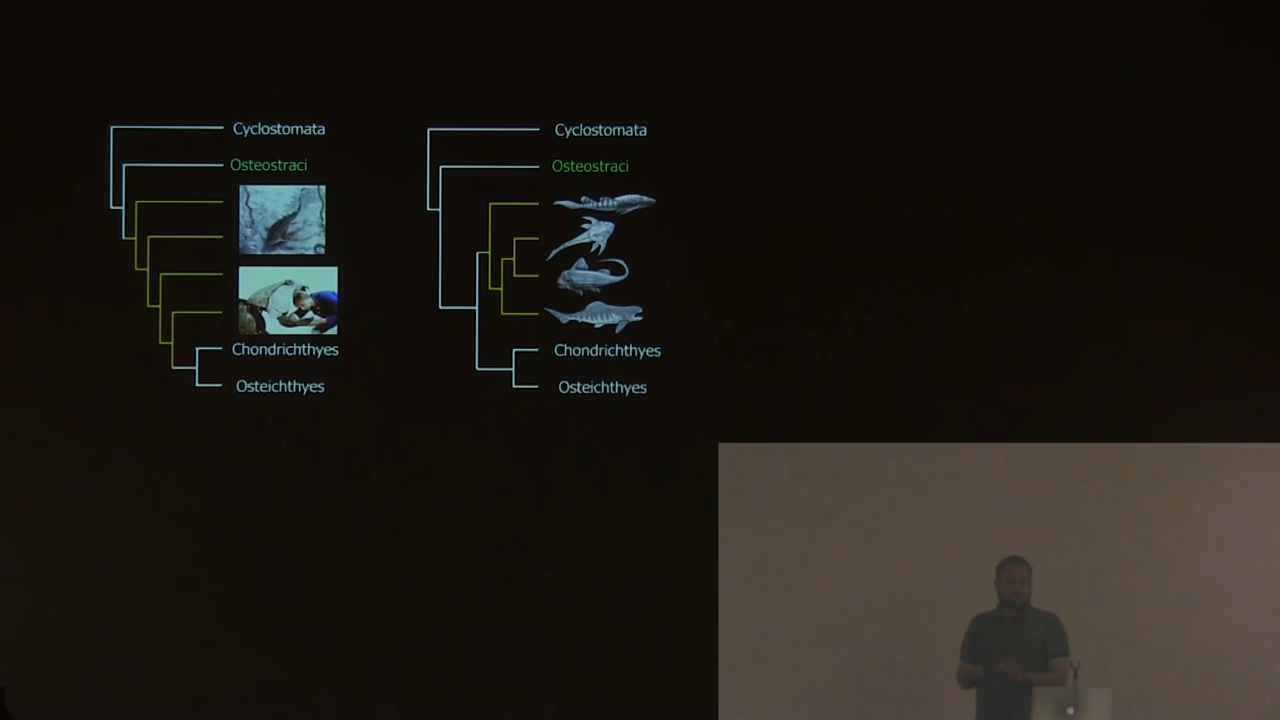 Cyclostomata
Osteostraci
Chondrichthyes
Osteichthyes
Cyclostomata
Osteostraci
Chondrichthyes
Osteichthyes